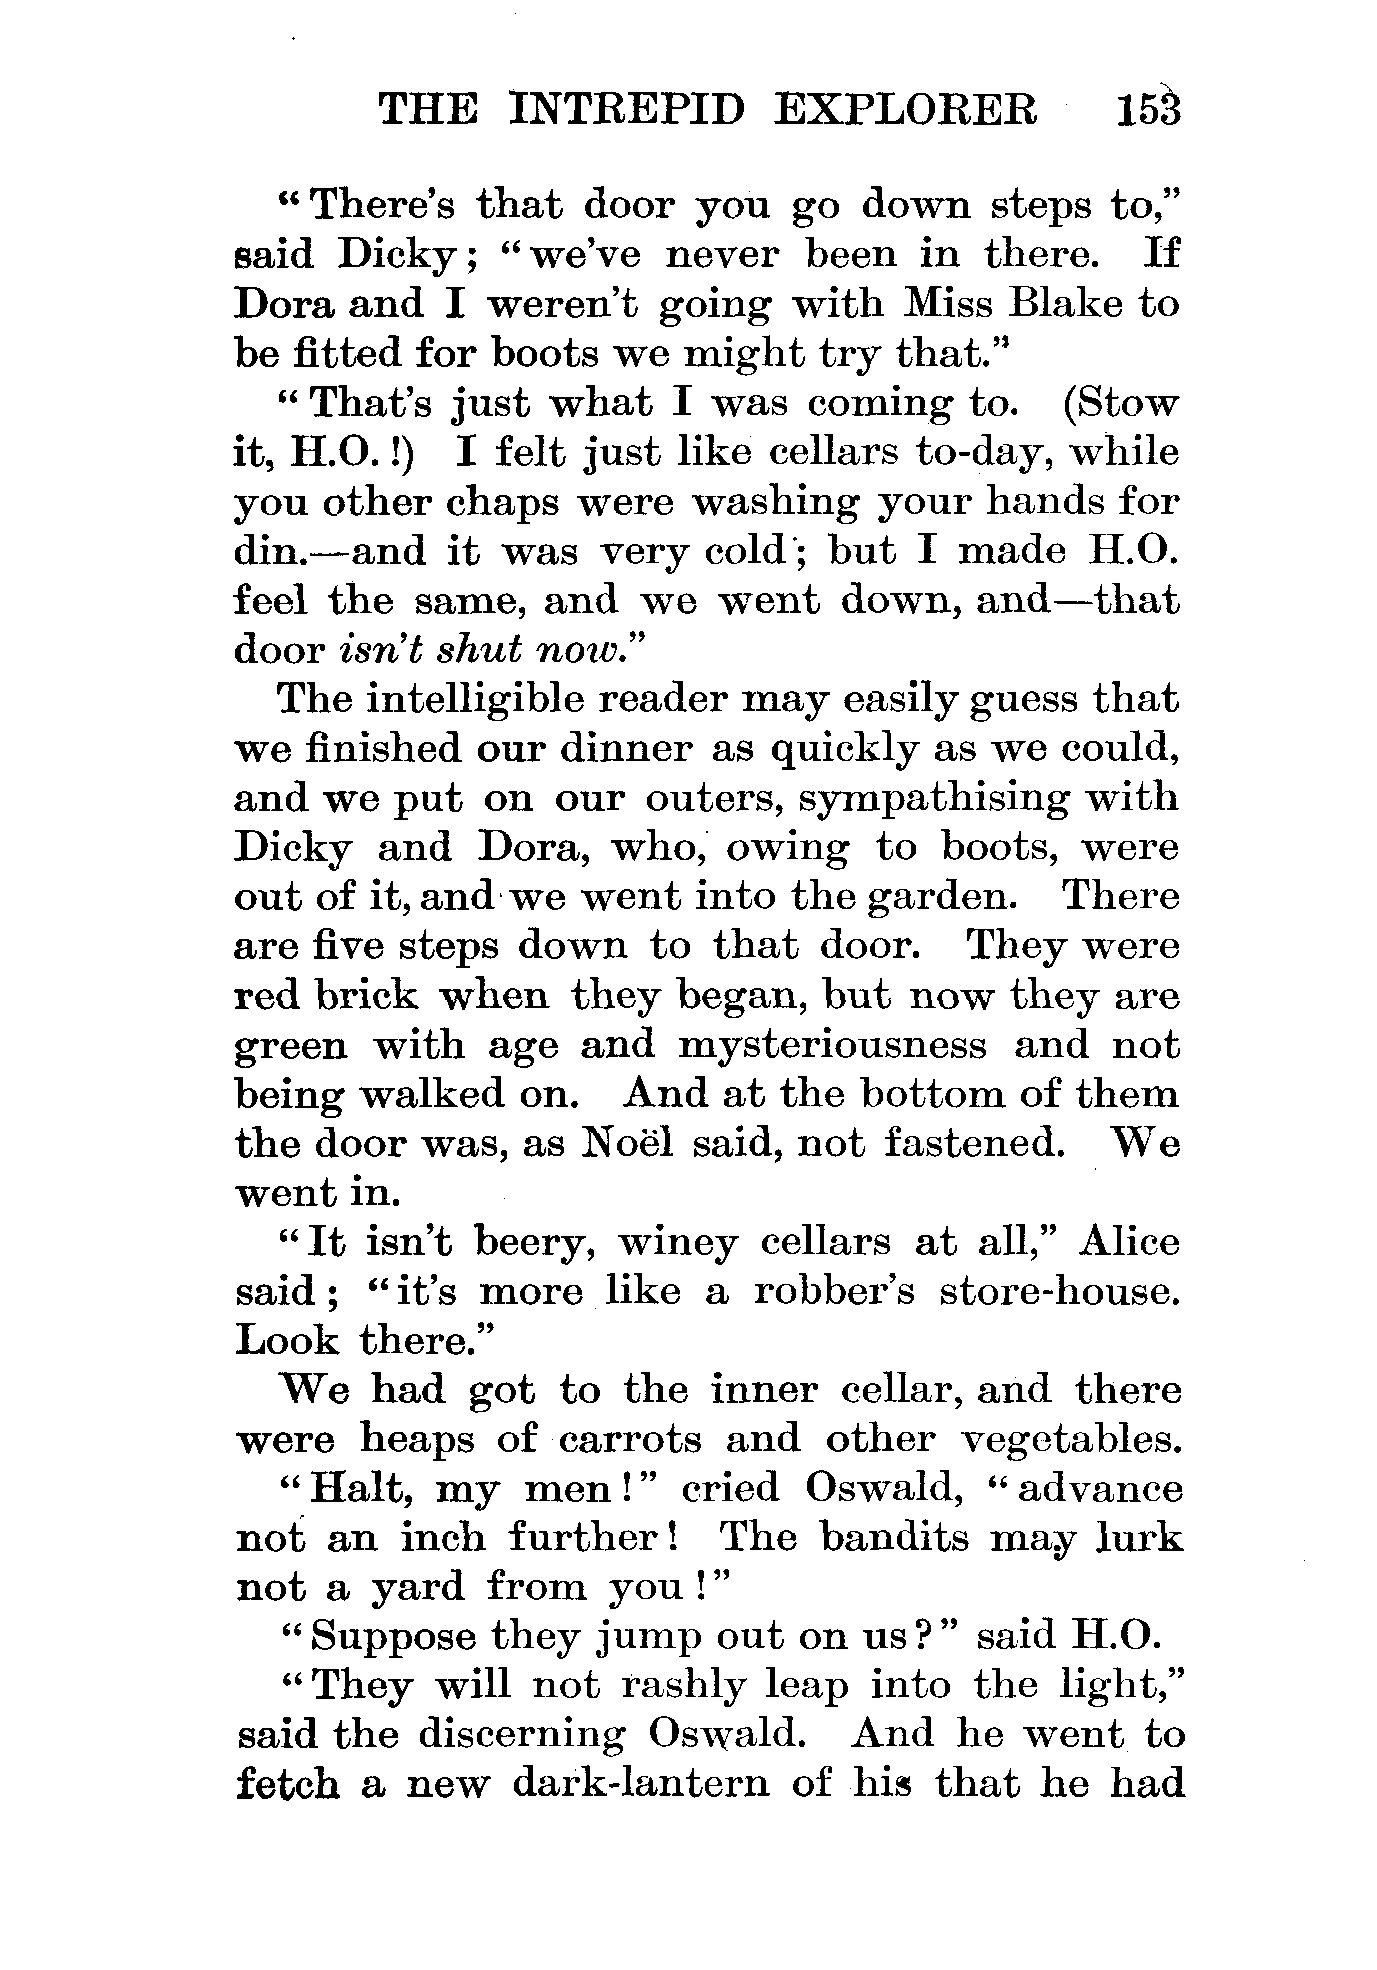 THE INTREPID EXPLORER 153
“There's that door you go down steps to,”
said Dicky; “we've never been in there. If
Dora and I weren't going with Miss Blake to
be fitted for boots we might try that.”
“That's just what I was coming to. (Stow
it, H.O.!) I felt just like cellars to-day, while
you other chaps were washing your hands for
din.—and it was very cold; but I made H.O.
feel the same, and we went down, and—that
door isn't shut now.”
The intelligible reader may easily guess that
we finished our dinner as quickly as we could,
and we put on our outers, sympathising with
Dicky and Dora, who, owing to boots, were
out of it, and we went into the garden. There
are five steps down to that door. They were
red brick when they began, but now they are
green with age and mysteriousness and not
being walked on. And at the bottom of them
the door was, as Noël said, not fastened. We
went in.
“It isn't beery, winey cellars at all,” Alice
said; “it's more like a robber's store-house.
Look there.”
We had got to the inner cellar, and there
were heaps of carrots and other vegetables.
“Halt, my men!” cried Oswald, “advance
not an inch further! The bandits may lurk
not a yard from you!”
“Suppose they jump out on us?” said H.O.
“They will not rashly leap into the light,”
said the discerning Oswald. And he went to
fetch a new dark-lantern of his that he had